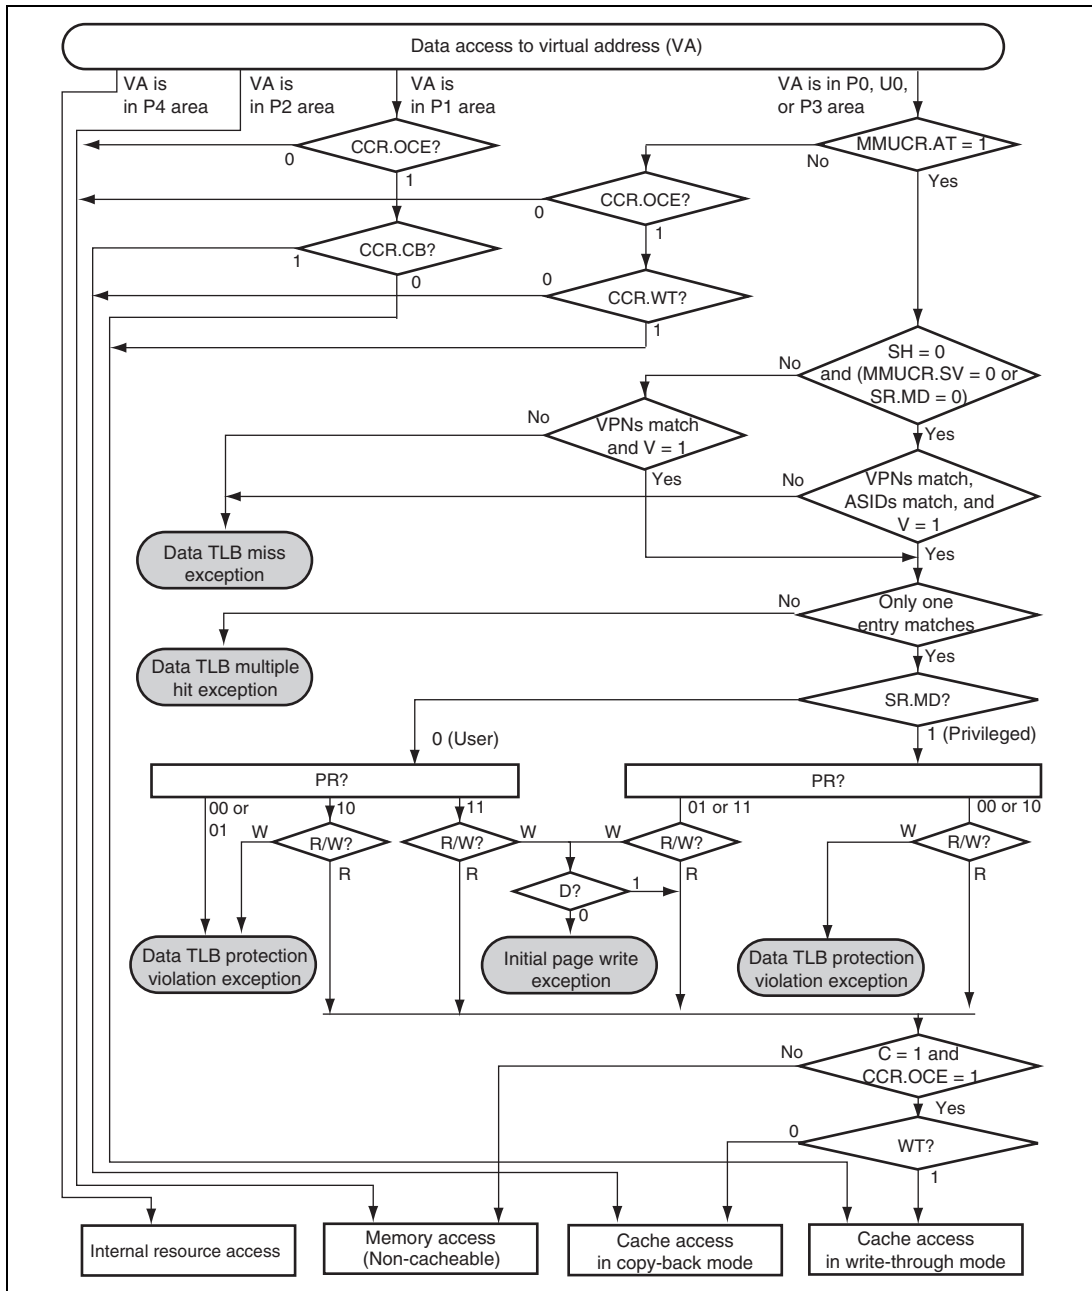 Data access to virtual address (VA)
VA is
in P4 area
VA is
in P2 area
VA is
in P1 area
VA is in P0, U0,
or P3 area
CCR.OCE?
0
1
MMUCR.AT = 1
No
Yes
CCR.OCE?
0
1
CCR.CB?
1
0
CCR.WT?
0
1
SH = 0
and (MMUCR.SV = 0 or
SR.MD = 0)
No
Yes
VPNs match
and V = 1
No
Yes
VPNs match,
ASIDs match, and
V = 1
No
Yes
Data TLB miss
exception
Only one
entry matches
No
Yes
Data TLB multiple
hit exception
SR.MD?
0 (User)
1 (Privileged)
PR?
PR?
00 or
01
10
11
01 or 11
00 or 10
W
R/W?
R
R/W?
W
R
W
R/W?
R
W
R/W?
R
D?
1
0
Data TLB protection
violation exception
Initial page write
exception
Data TLB protection
violation exception
C = 1 and
CCR.OCE = 1
No
Yes
WT?
0
1
Internal resource access
Memory access
(Non-cacheable)
Cache access
in copy-back mode
Cache access
in write-through mode